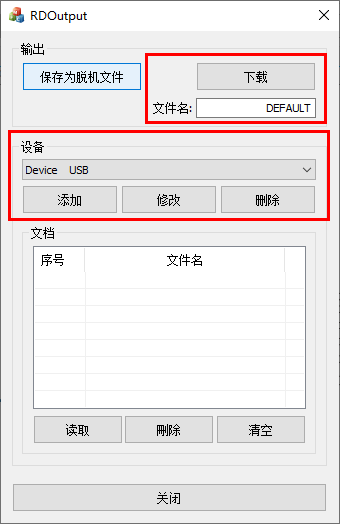 RDOutput
输出
保存为脱机文件
下载
文件名:
DEFAULT
设备
Device USB
添加
修改
删除
文档
序号
文件名
读取
刪除
清空
关闭